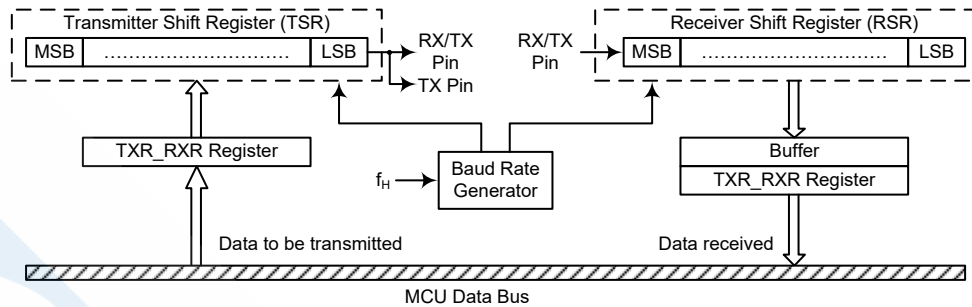 Transmitter Shift Register (TSR)
MSB ………………………… LSB
RX/TX
Pin
TX Pin
Receiver Shift Register (RSR)
RX/TX
Pin
MSB ………………………… LSB
TXR_RXR Register
fH
Baud Rate
Generator
Buffer
TXR_RXR Register
Data to be transmitted
Data received
MCU Data Bus